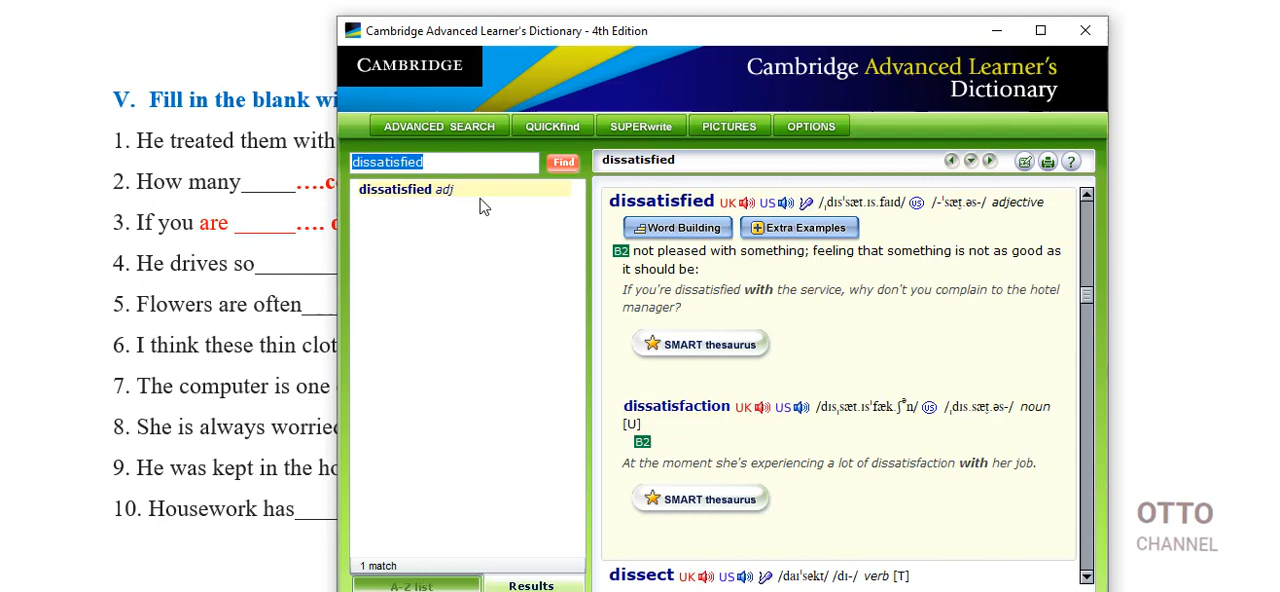 Cambridge Advanced Learner's Dictionary - 4th Edition
CAMBRIDGE
Cambridge Advanced Learner's
Dictionary
ADVANCED SEARCH QUICKfind SUPERwrite PICTURES OPTIONS
dissatisfied Find
dissatisfied adj
1 match
A-Z list Results
dissatisfied ?
dissatisfied UK US /ˌdɪsˈsæt.ɪs.faɪd/ US /-ˈsæt̬.əs-/ adjective
Word Building Extra Examples
B2 not pleased with something; feeling that something is not as good as
it should be:
If you're dissatisfied with the service, why don't you complain to the hotel
manager?
SMART thesaurus
dissatisfaction UK US /dɪsˌsæt.ɪsˈfæk.ʃᵊn/ US /ˌdɪs.sæt̬.əs-/ noun
[U]
B2
At the moment she's experiencing a lot of dissatisfaction with her job.
SMART thesaurus
dissect UK US /daɪˈsekt/ /dɪ-/ verb [T]
V. Fill in the blank wi
1. He treated them with
2. How many_____….c
3. If you are ______….
4. He drives so________
5. Flowers are often____
6. I think these thin clot
7. The computer is one
8. She is always worried
9. He was kept in the ho
10. Housework has____
OTTO
CHANNEL